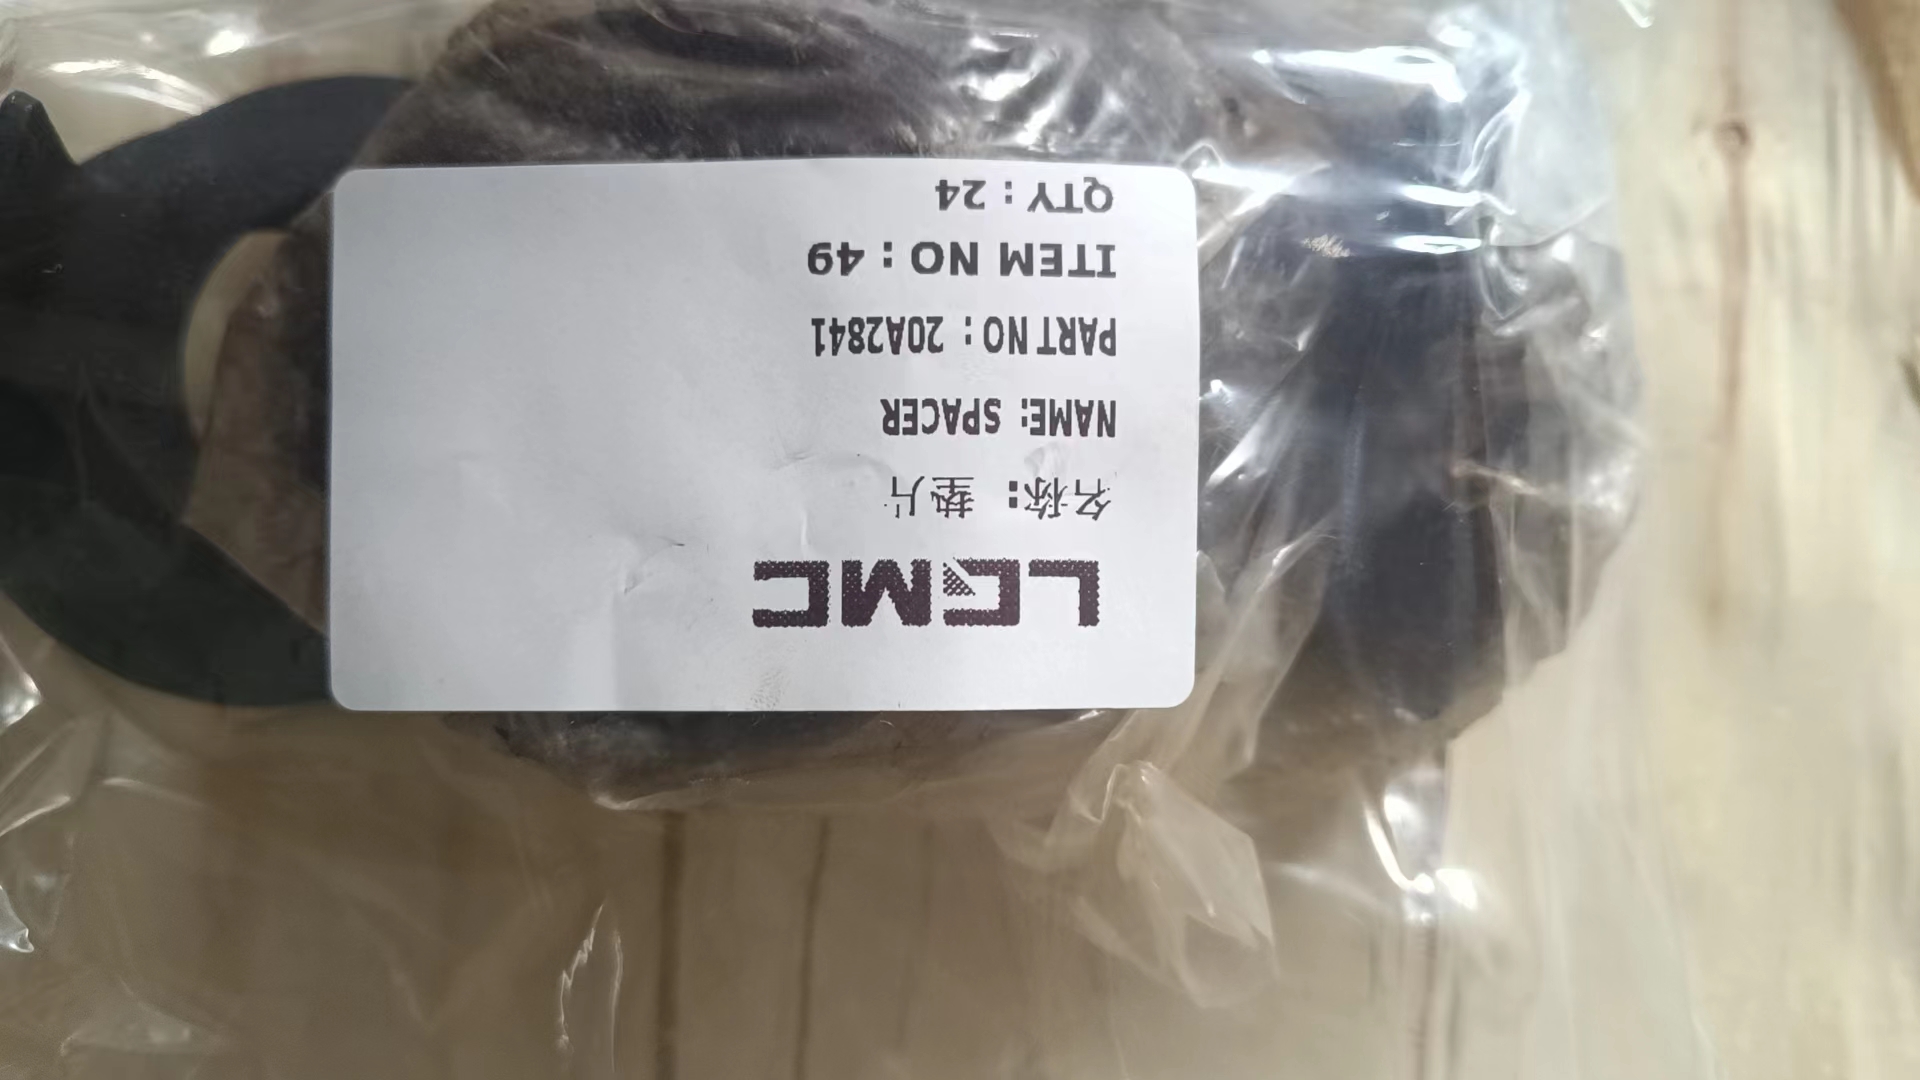 LGMC
名称: 垫片
NAME: SPACER
PART NO: 20A2841
ITEM NO: 49
QTY: 24